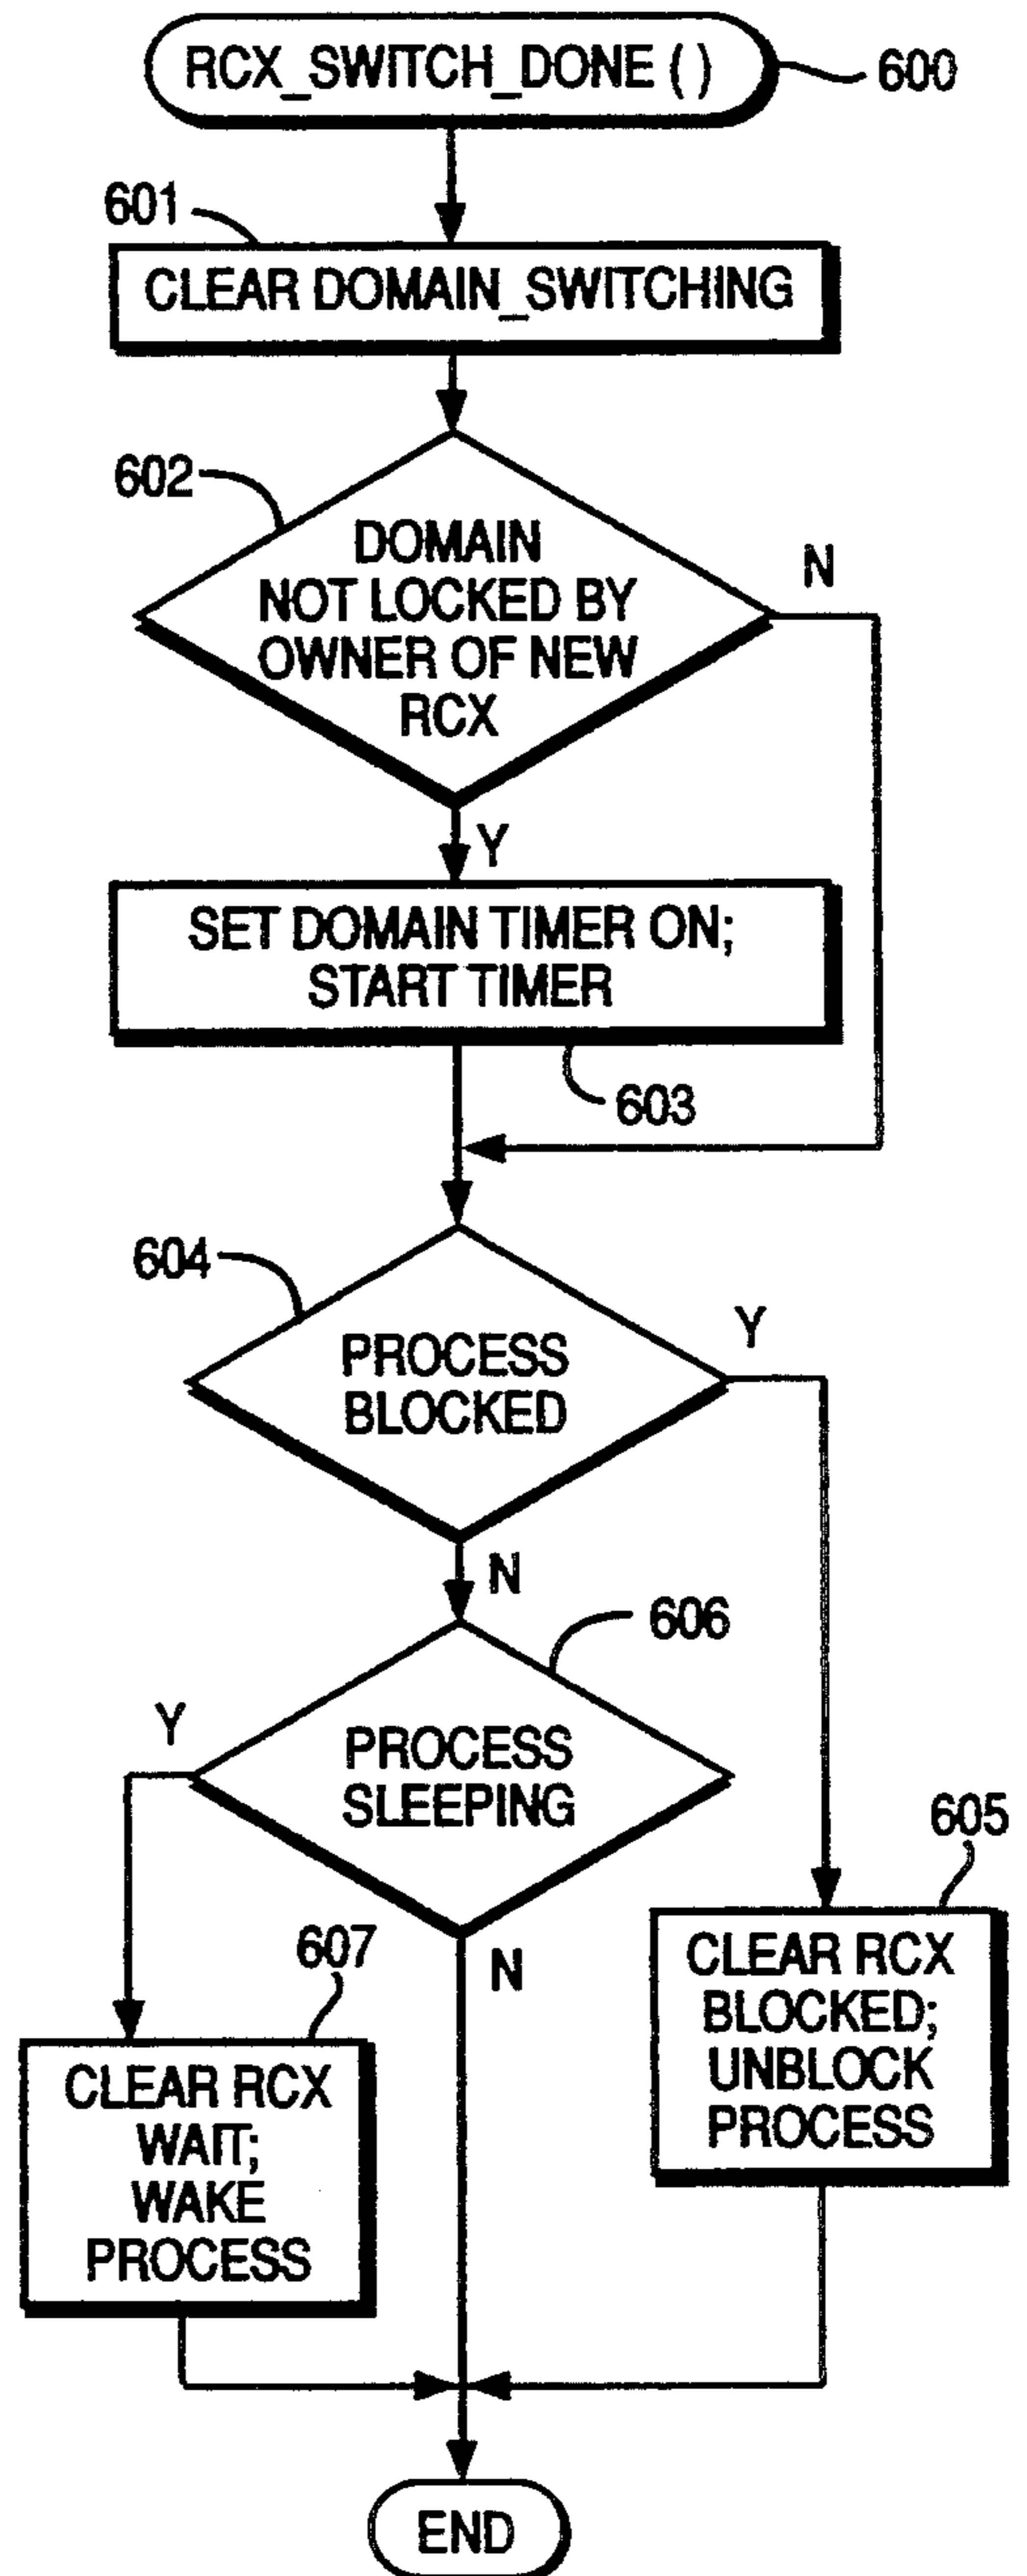 RCX_SWITCH_DONE ( )
600
601
CLEAR DOMAIN_SWITCHING
602
DOMAIN
NOT LOCKED BY
OWNER OF NEW
RCX
N
Y
SET DOMAIN TIMER ON;
START TIMER
603
604
PROCESS
BLOCKED
Y
N
606
PROCESS
SLEEPING
Y
N
605
CLEAR RCX
BLOCKED;
UNBLOCK
PROCESS
607
CLEAR RCX
WAIT;
WAKE
PROCESS
END